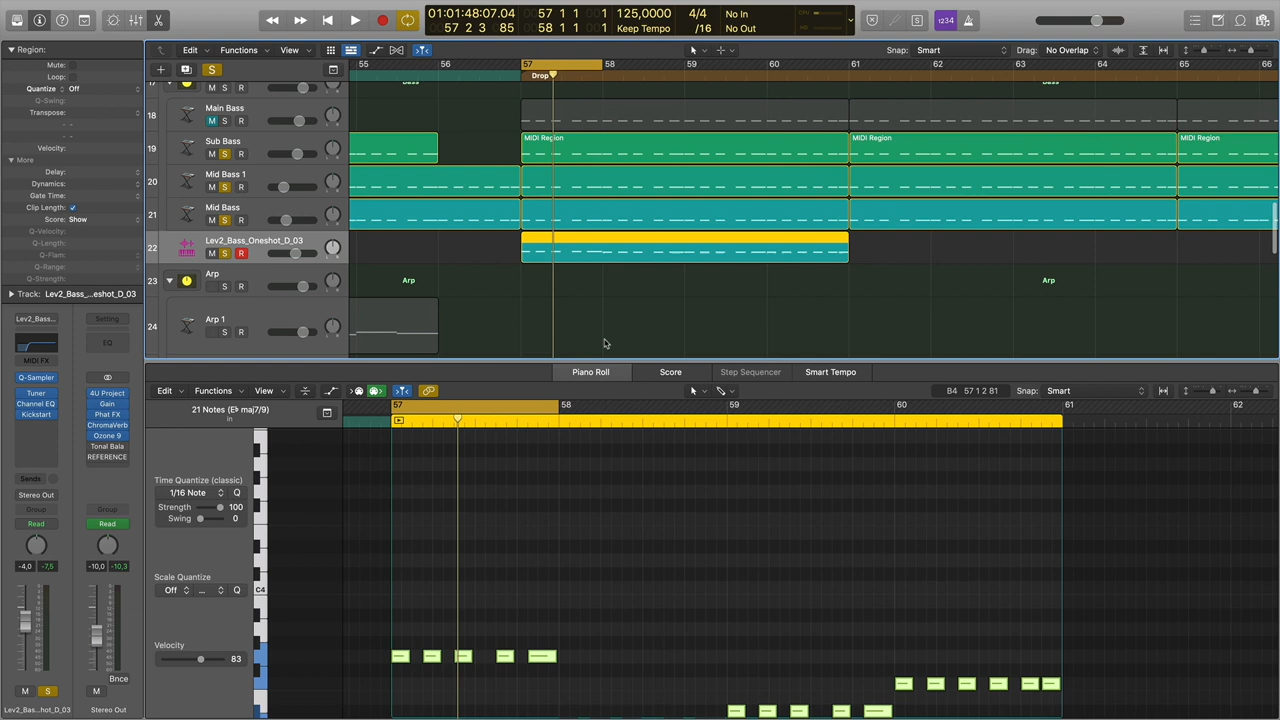 01:01:48:07.04 57 1 1 1 125,0000 4/4 No In CPU
57 2 3 85 58 1 1 1 Keep Tempo /16 No Out
S 1234
Region: Edit Functions View Snap: Smart Drag: No Overlap
Mute:
Loop:
Quantize Off
Q-Swing:
Transpose:
Velocity:
More
Delay:
Dynamics:
Gate Time:
Clip Length:
Score: Show
Q-Velocity:
Q-Length:
Q-Flam:
Q-Range:
Q-Strength:
Track: Lev2_Bass_...eshot_D_03
S
55 56 57 58 59 60 61 62 63 64 65 66
Drop
17 M S R Bass Bass
18 Main Bass
M S R
19 Sub Bass
M S R
MIDI Region MIDI Region MIDI Region
20 Mid Bass 1
M S R
21 Mid Bass
M S R
22 Lev2_Bass_Oneshot_D_03
M S R
23 Arp
S R
Arp Arp
24 Arp 1
S R
Lev2_Bass... Setting
EQ
MIDI FX
Q-Sampler
Tuner 4U Project
Channel EQ Gain
Kickstart Phat FX
ChromaVerb
Ozone 9
Tonal Bala
REFERENCE
Sends
Stereo Out
Group Group
Read Read
-4,0 -7,5 -10,0 -10,3
Bnce
M S M
Lev2_Bas...hot_D_03 Stereo Out
Piano Roll Score Step Sequencer Smart Tempo
Edit Functions View B4 57 1 2 81 Snap: Smart
21 Notes (E♭ maj7/9)
in
57 58 59 60 61 62
Time Quantize (classic)
1/16 Note Q
Strength 100
Swing 0
Scale Quantize
Off ... Q
C4
Velocity
83